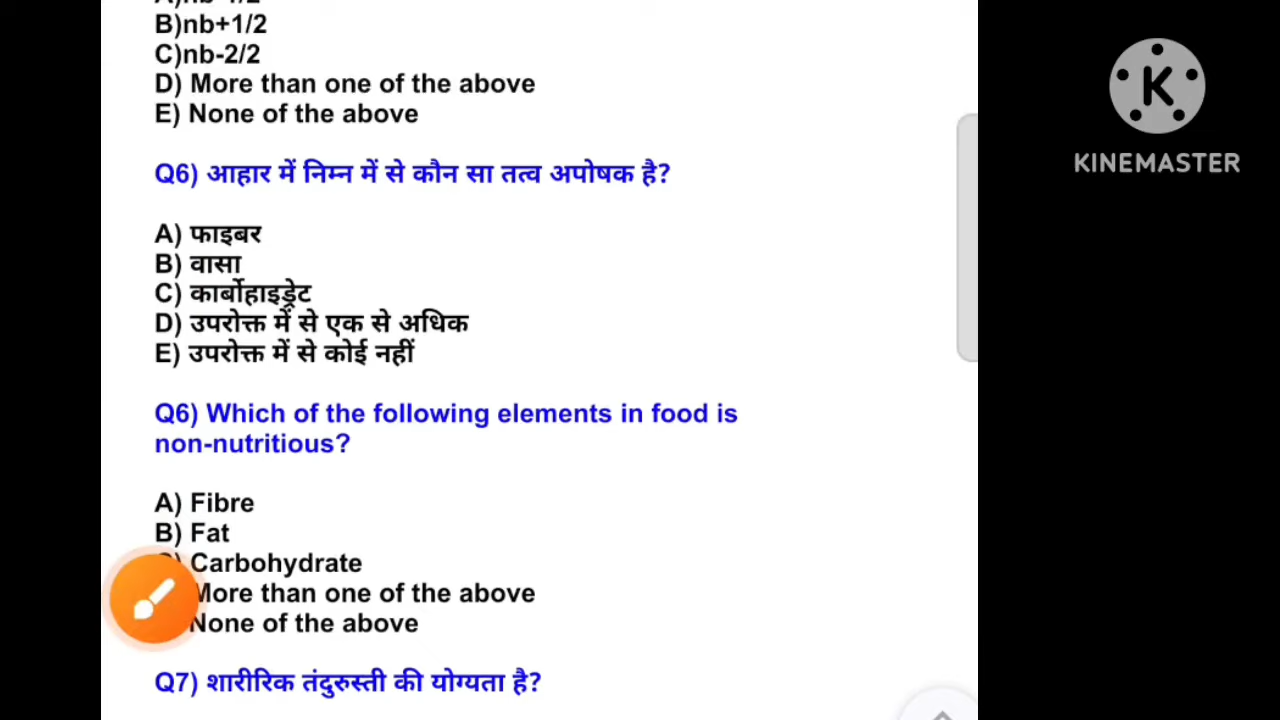 B)nb+1/2
C)nb-2/2
D) More than one of the above
E) None of the above
Q6) आहार में निम्न में से कौन सा तत्व अपोषक है?
A) फाइबर
B) वासा
C) कार्बोहाइड्रेट
D) उपरोक्त में से एक से अधिक
E) उपरोक्त में से कोई नहीं
Q6) Which of the following elements in food is
non-nutritious?
A) Fibre
B) Fat
Carbohydrate
More than one of the above
None of the above
Q7) शारीरिक तंदुरुस्ती की योग्यता है?
K
KINEMASTER